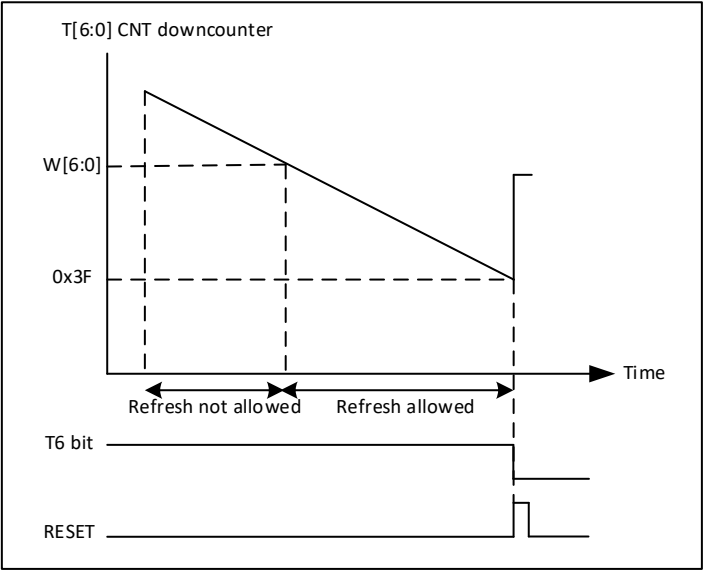 T[6:0] CNT downcounter
W[6:0]
0x3F
Time
Refresh not allowed
Refresh allowed
T6 bit
RESET